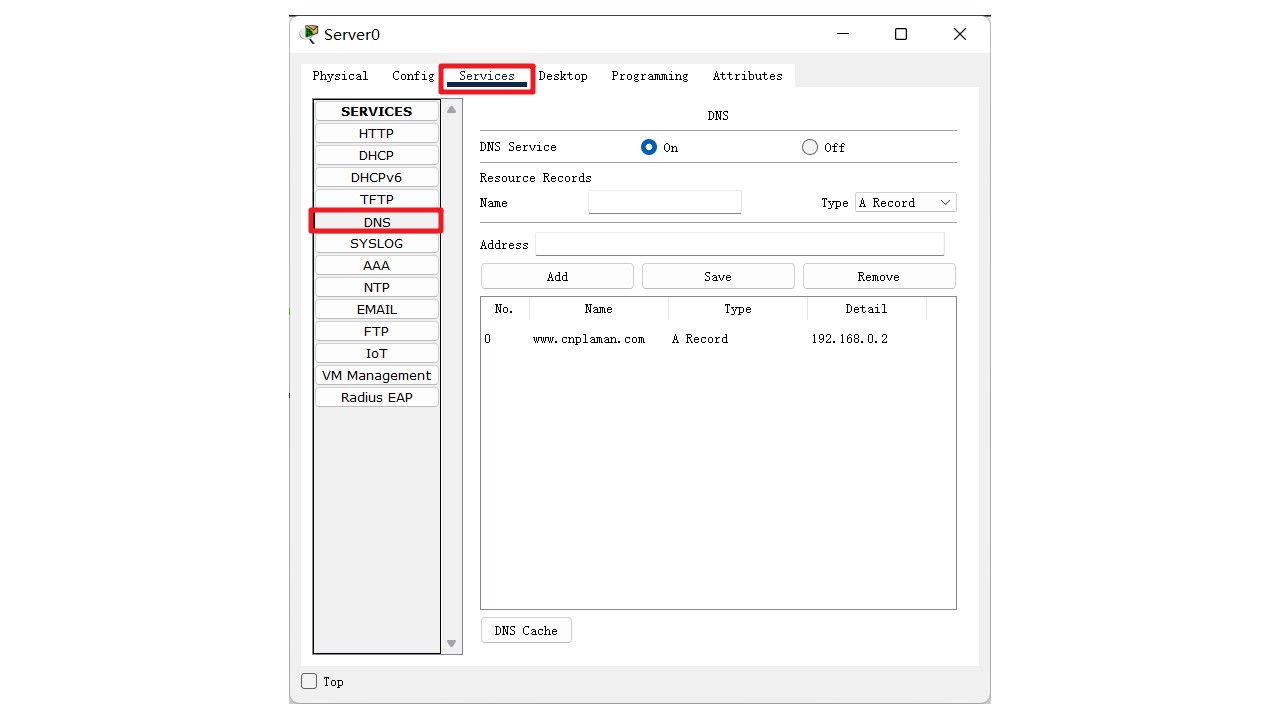 Server0
Physical Config Services Desktop Programming Attributes
SERVICES
HTTP
DHCP
DHCPv6
TFTP
DNS
SYSLOG
AAA
NTP
EMAIL
FTP
IoT
VM Management
Radius EAP
DNS
DNS Service On Off
Resource Records
Name Type A Record
Address
Add Save Remove
No. Name Type Detail
0 www.cnplaman.com A Record 192.168.0.2
DNS Cache
Top